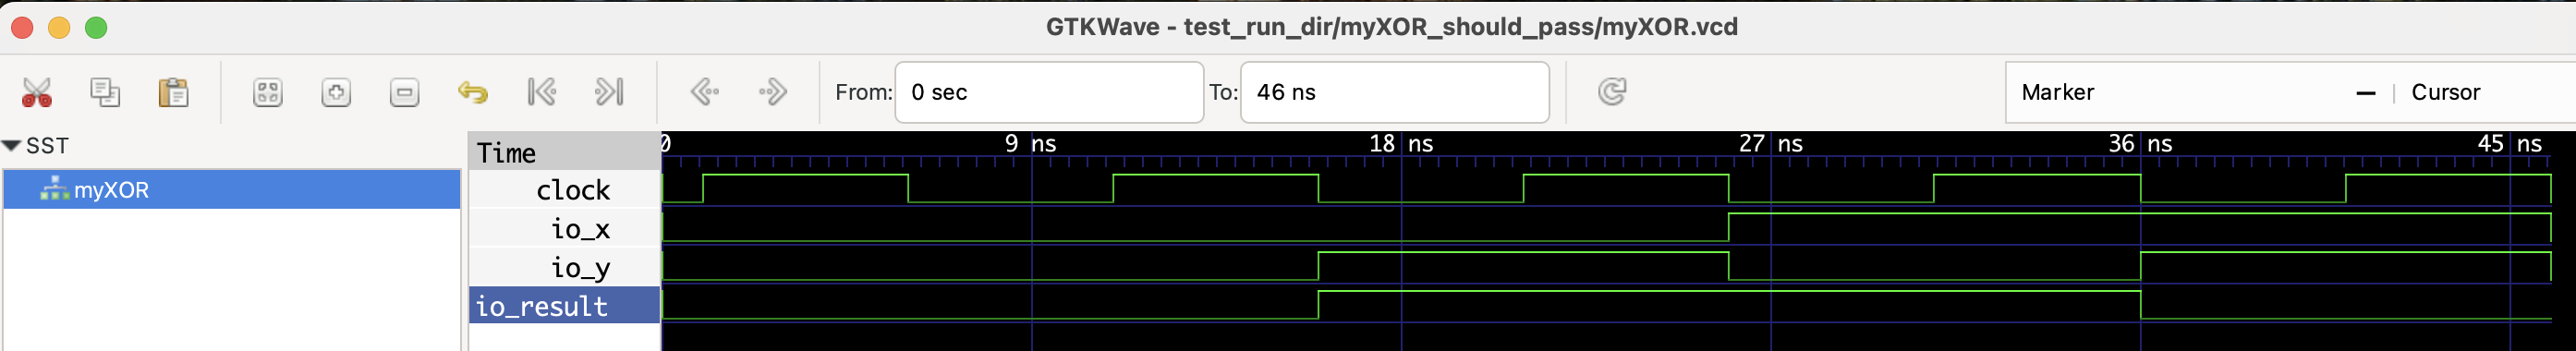 GTKWave - test_run_dir/myXOR_should_pass/myXOR.vcd
From: 0 sec To: 46 ns Marker — | Cursor
SST
myXOR
Time
0 9 ns 18 ns 27 ns 36 ns 45 ns
clock
io_x
io_y
io_result